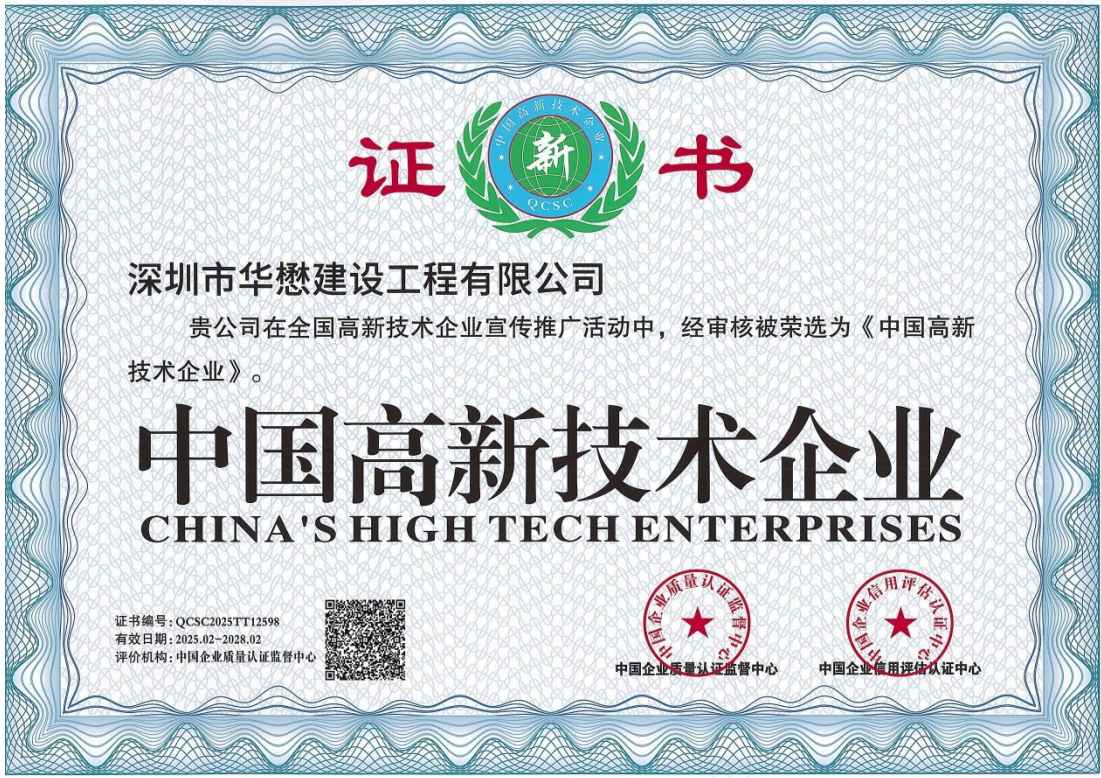 证 书
中国高新技术企业
新
QCSC
深圳市华懋建设工程有限公司
贵公司在全国高新技术企业宣传推广活动中，经审核被荣选为《中国高新
技术企业》。
中国高新技术企业
CHINA'S HIGH TECH ENTERPRISES
证书编号：QCSC2025TT12598
有效日期：2025.02-2028.02
评价机构：中国企业质量认证监督中心
中国企业质量认证监督中心
中国企业质量认证监督中心
中国企业信用评估认证中心
中国企业信用评估认证中心